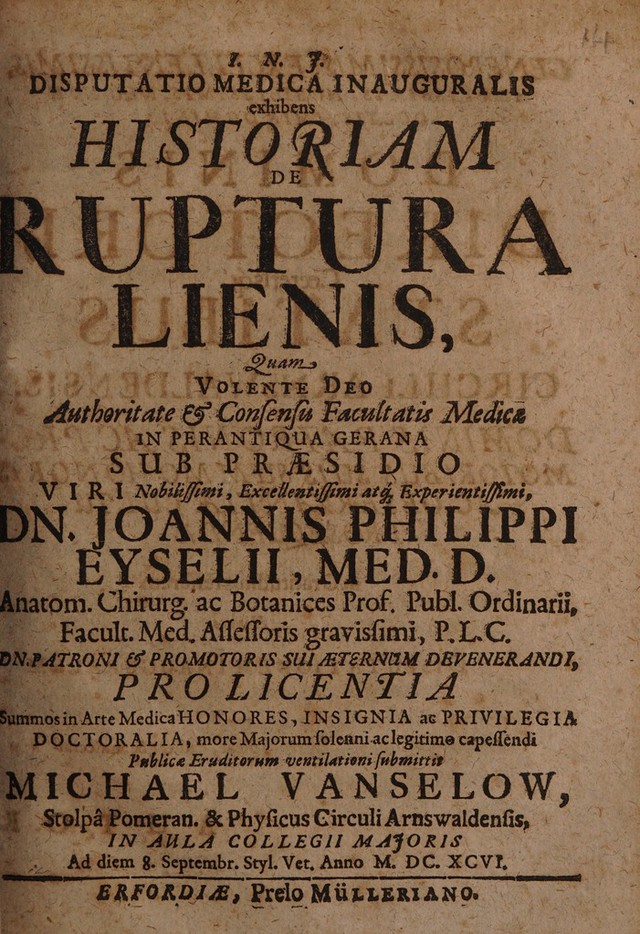 I. N. J.
DISPUTATIO MEDICA INAUGURALIS
exhibens
HISTORIAM
DE
RUPTURA
LIENIS,
Quam
VOLENTE DEO
Authoritate & Conſenſu Facultatis Medicæ
IN PERANTIQUA GERANA
SUB PRÆSIDIO
VIRI Nobiliſſimi, Excellentiſſimi atq́; Experientiſſimi,
DN. JOANNIS PHILIPPI
EYSELII, MED. D.
Anatom. Chirurg. ac Botanices Prof. Publ. Ordinarii,
Facult. Med. Aſſeſſoris graviſſimi, P.L.C.
DN. PATRONI & PROMOTORIS SUI ÆTERNUM DEVENERANDI,
PRO LICENTIA
Summos in Arte Medica HONORES, INSIGNIA ac PRIVILEGIA
DOCTORALIA, more Majorum ſolenni ac legitimo capeſſendi
Publicæ Eruditorum ventilationi ſubmittit
MICHAEL VANSELOW,
Stolpâ Pomeran. & Phyſicus Circuli Arnswaldenſis,
IN AULA COLLEGII MAJORIS
Ad diem 8. Septembr. Styl. Vet. Anno M. DC. XCVI.
ERFORDIÆ, Prelo MÜLLERIANO.